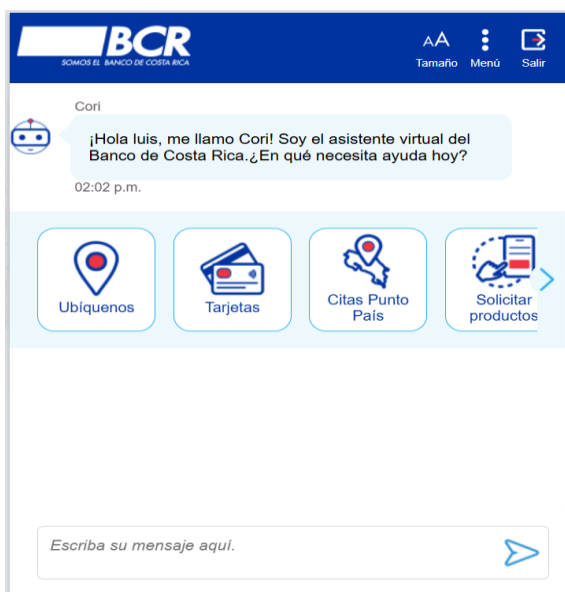 BCR
SOMOS EL BANCO DE COSTA RICA
AA
Tamaño
Menú
Salir
Cori
¡Hola luis, me llamo Cori! Soy el asistente virtual del
Banco de Costa Rica.¿En qué necesita ayuda hoy?
02:02 p.m.
Ubíquenos
Tarjetas
Citas Punto
País
Solicitar
productos
Escriba su mensaje aquí.